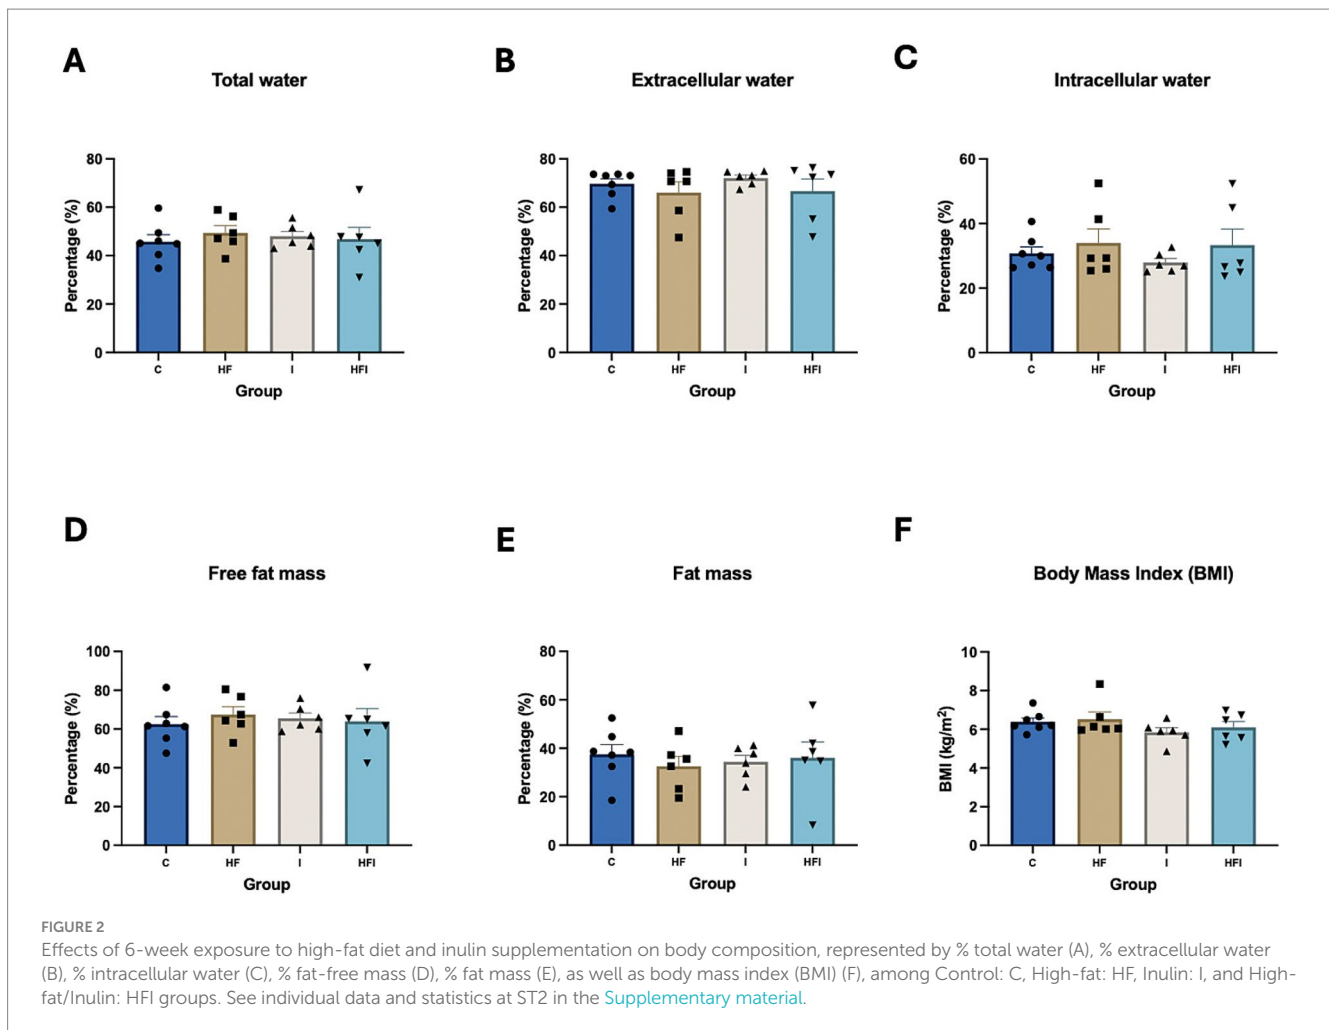 A
Total water
Percentage (%)
80
60
40
20
0
C HF I HFI
Group
B
Extracellular water
Percentage (%)
80
60
40
20
0
C HF I HFI
Group
C
Intracellular water
Percentage (%)
60
40
20
0
C HF I HFI
Group
D
Free fat mass
Percentage (%)
100
80
60
40
20
0
C HF I HFI
Group
E
Fat mass
Percentage (%)
80
60
40
20
0
C HF I HFI
Group
F
Body Mass Index (BMI)
BMI (kg/m²)
10
8
6
4
2
0
C HF I HFI
Group
FIGURE 2
Effects of 6-week exposure to high-fat diet and inulin supplementation on body composition, represented by % total water (A), % extracellular water
(B), % intracellular water (C), % fat-free mass (D), % fat mass (E), as well as body mass index (BMI) (F), among Control: C, High-fat: HF, Inulin: I, and High-
fat/Inulin: HFI groups. See individual data and statistics at ST2 in the Supplementary material.